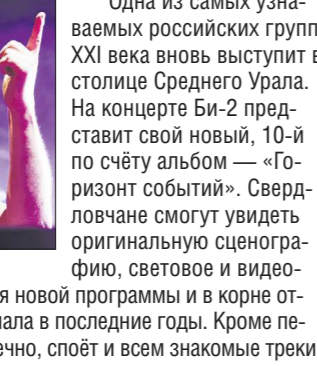 Одна из самых узна-
ваемых российских групп
XXI века вновь выступит в
столице Среднего Урала.
На концерте Би-2 пред-
ставит свой новый, 10-й
по счёту альбом — «Го-
ризонт событий». Сверд-
ловчане смогут увидеть
оригинальную сценогра-
фию, световое и видео-
новой программы и в корне от-
в последние годы. Кроме пе-
споёт и всем знакомые треки